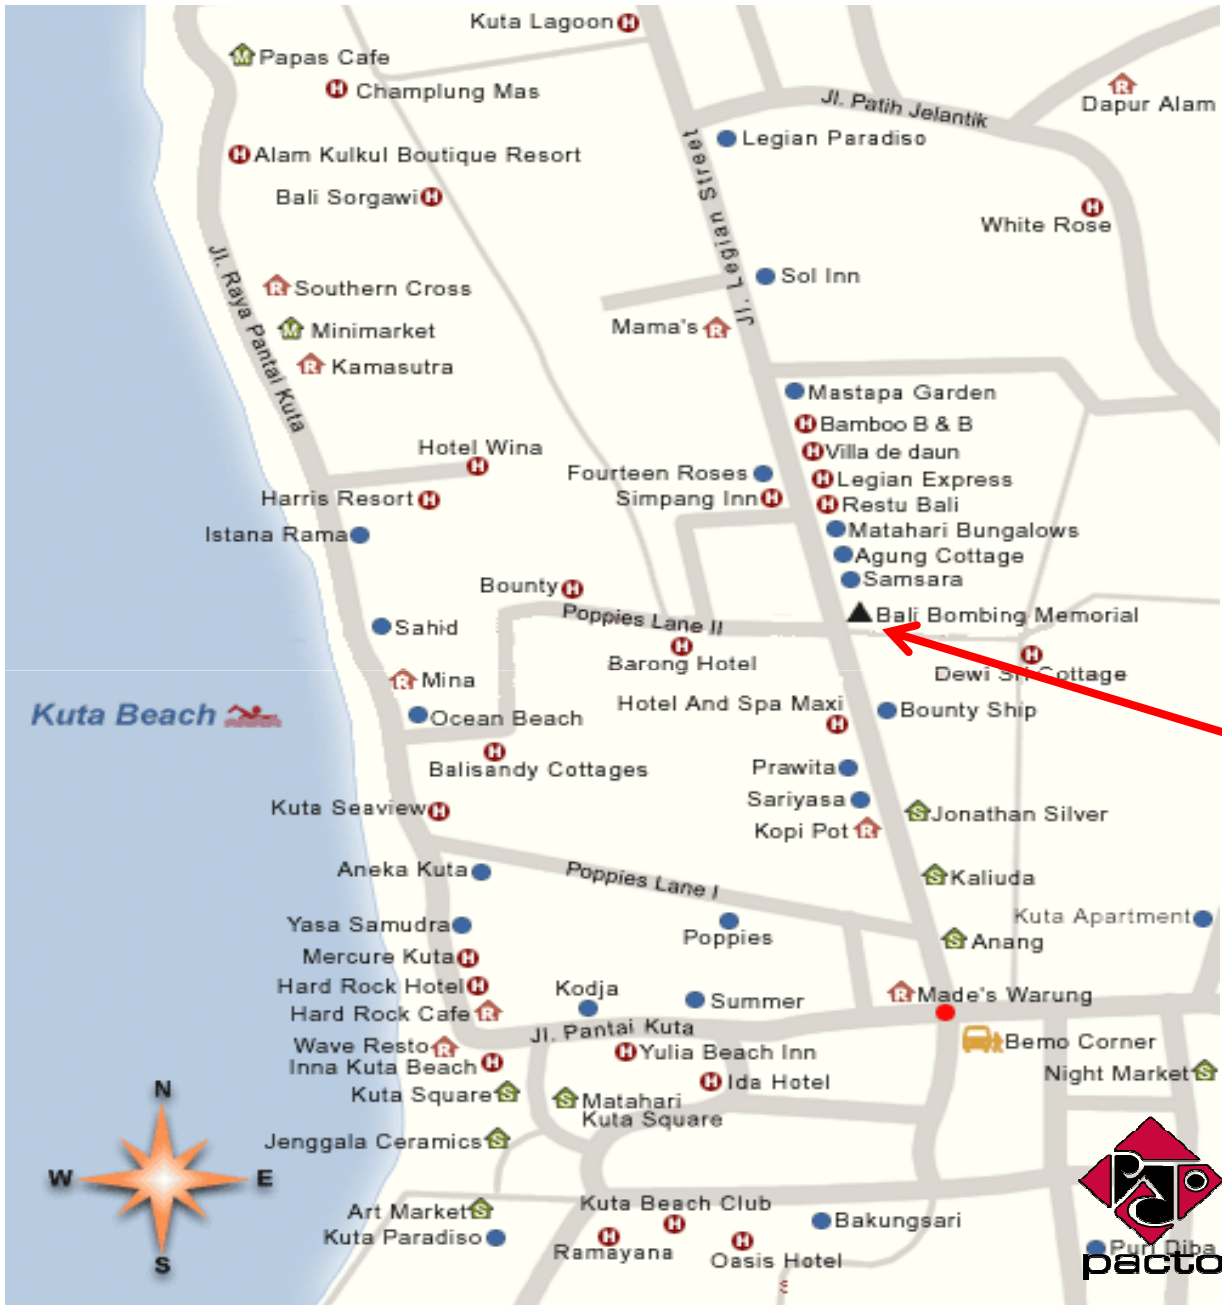 Kuta Lagoon
Papas Cafe
Champlung Mas
Dapur Alam
Jl. Patih Jelantik
Legian Paradiso
Alam Kulkul Boutique Resort
Bali Sorgawi
White Rose
Jl. Legian Street
Jl. Raya Pantai Kuta
Sol Inn
Southern Cross
Minimarket
Mama's
Kamasutra
Mastapa Garden
Bamboo B & B
Hotel Wina
Villa de daun
Fourteen Roses
Legian Express
Harris Resort
Simpang Inn
Restu Bali
Istana Rama
Matahari Bungalows
Agung Cottage
Samsara
Bounty
Poppies Lane II
Bali Bombing Memorial
Sahid
Barong Hotel
Dewi Sri Cottage
Mina
Hotel And Spa Maxi
Bounty Ship
Kuta Beach
Ocean Beach
Balisandy Cottages
Prawita
Sariyasa
Kuta Seaview
Jonathan Silver
Kopi Pot
Aneka Kuta
Poppies Lane I
Kaliuda
Yasa Samudra
Poppies
Kuta Apartment
Anang
Mercure Kuta
Hard Rock Hotel
Kodja
Summer
Made's Warung
Hard Rock Cafe
Jl. Pantai Kuta
Wave Resto
Yulia Beach Inn
Bemo Corner
Inna Kuta Beach
Ida Hotel
Night Market
Kuta Square
Matahari
Kuta Square
Jenggala Ceramics
N
W
E
S
Art Market
Kuta Beach Club
Bakungsari
Kuta Paradiso
Ramayana
Oasis Hotel
Puri Diba
pacto